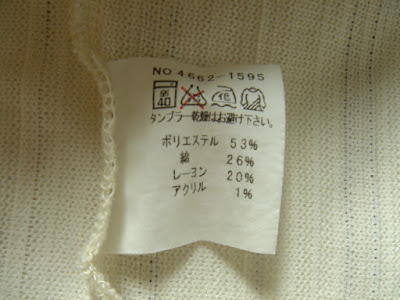 NO 4662-1595
40
中
タンブラー乾燥はお避け下さい。
ポリエステル 53%
綿 26%
レーヨン 20%
アクリル 1%